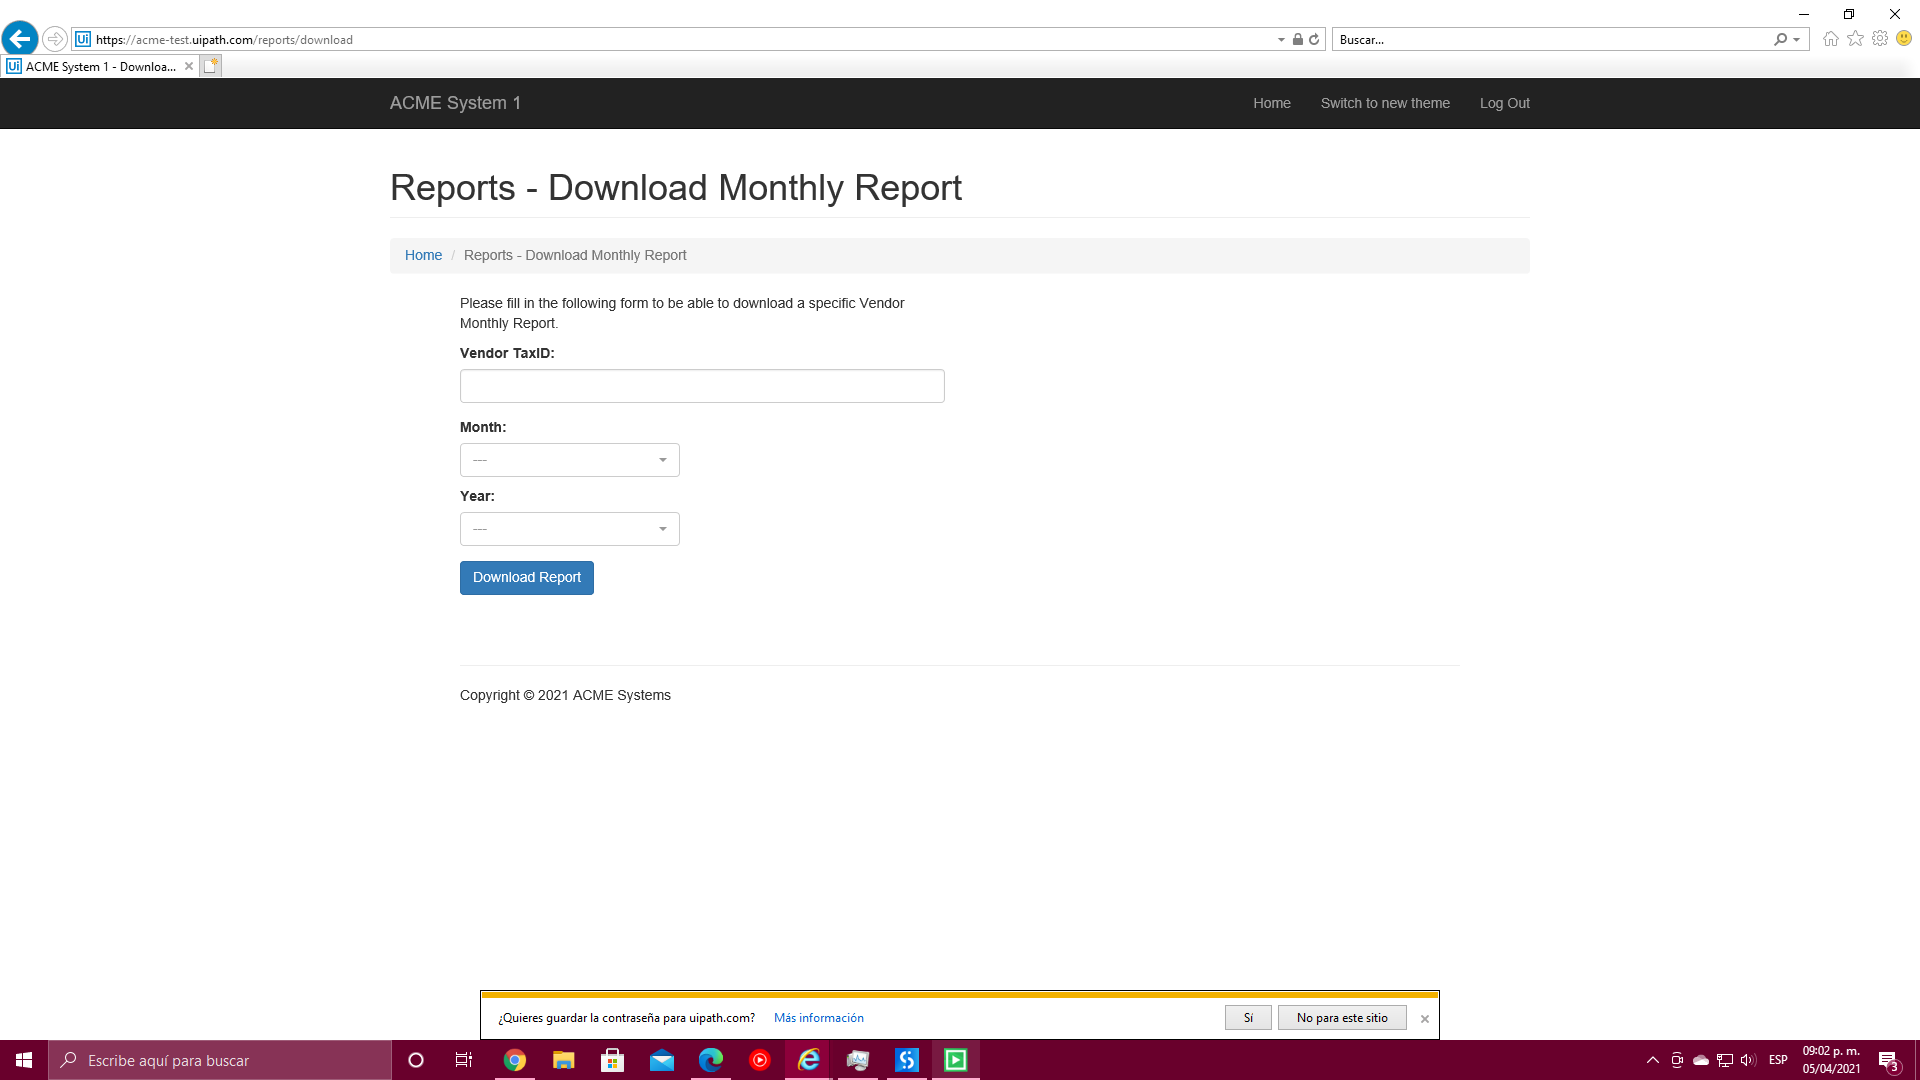 https://acme-test.uipath.com/reports/download
Buscar...
Ui ACME System 1 - Downloa...
ACME System 1
Home
Switch to new theme
Log Out
Reports - Download Monthly Report
Home / Reports - Download Monthly Report
Please fill in the following form to be able to download a specific Vendor
Monthly Report.
Vendor TaxID:
Month:
---
Year:
---
Download Report
Copyright © 2021 ACME Systems
¿Quieres guardar la contraseña para uipath.com? Más información
Sí
No para este sitio
Escribe aquí para buscar
ESP
09:02 p. m.
05/04/2021
3